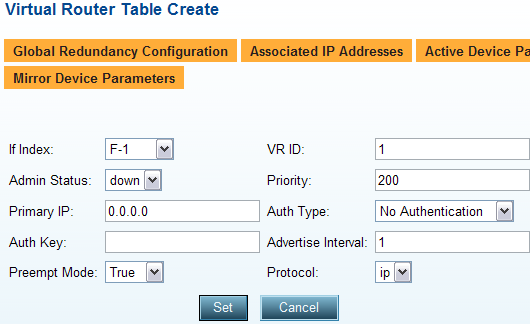 Virtual Router Table Create
Global Redundancy Configuration Associated IP Addresses Active Device Pa
Mirror Device Parameters
If Index: F-1 VR ID: 1
Admin Status: down Priority: 200
Primary IP: 0.0.0.0 Auth Type: No Authentication
Auth Key: Advertise Interval: 1
Preempt Mode: True Protocol: ip
Set Cancel